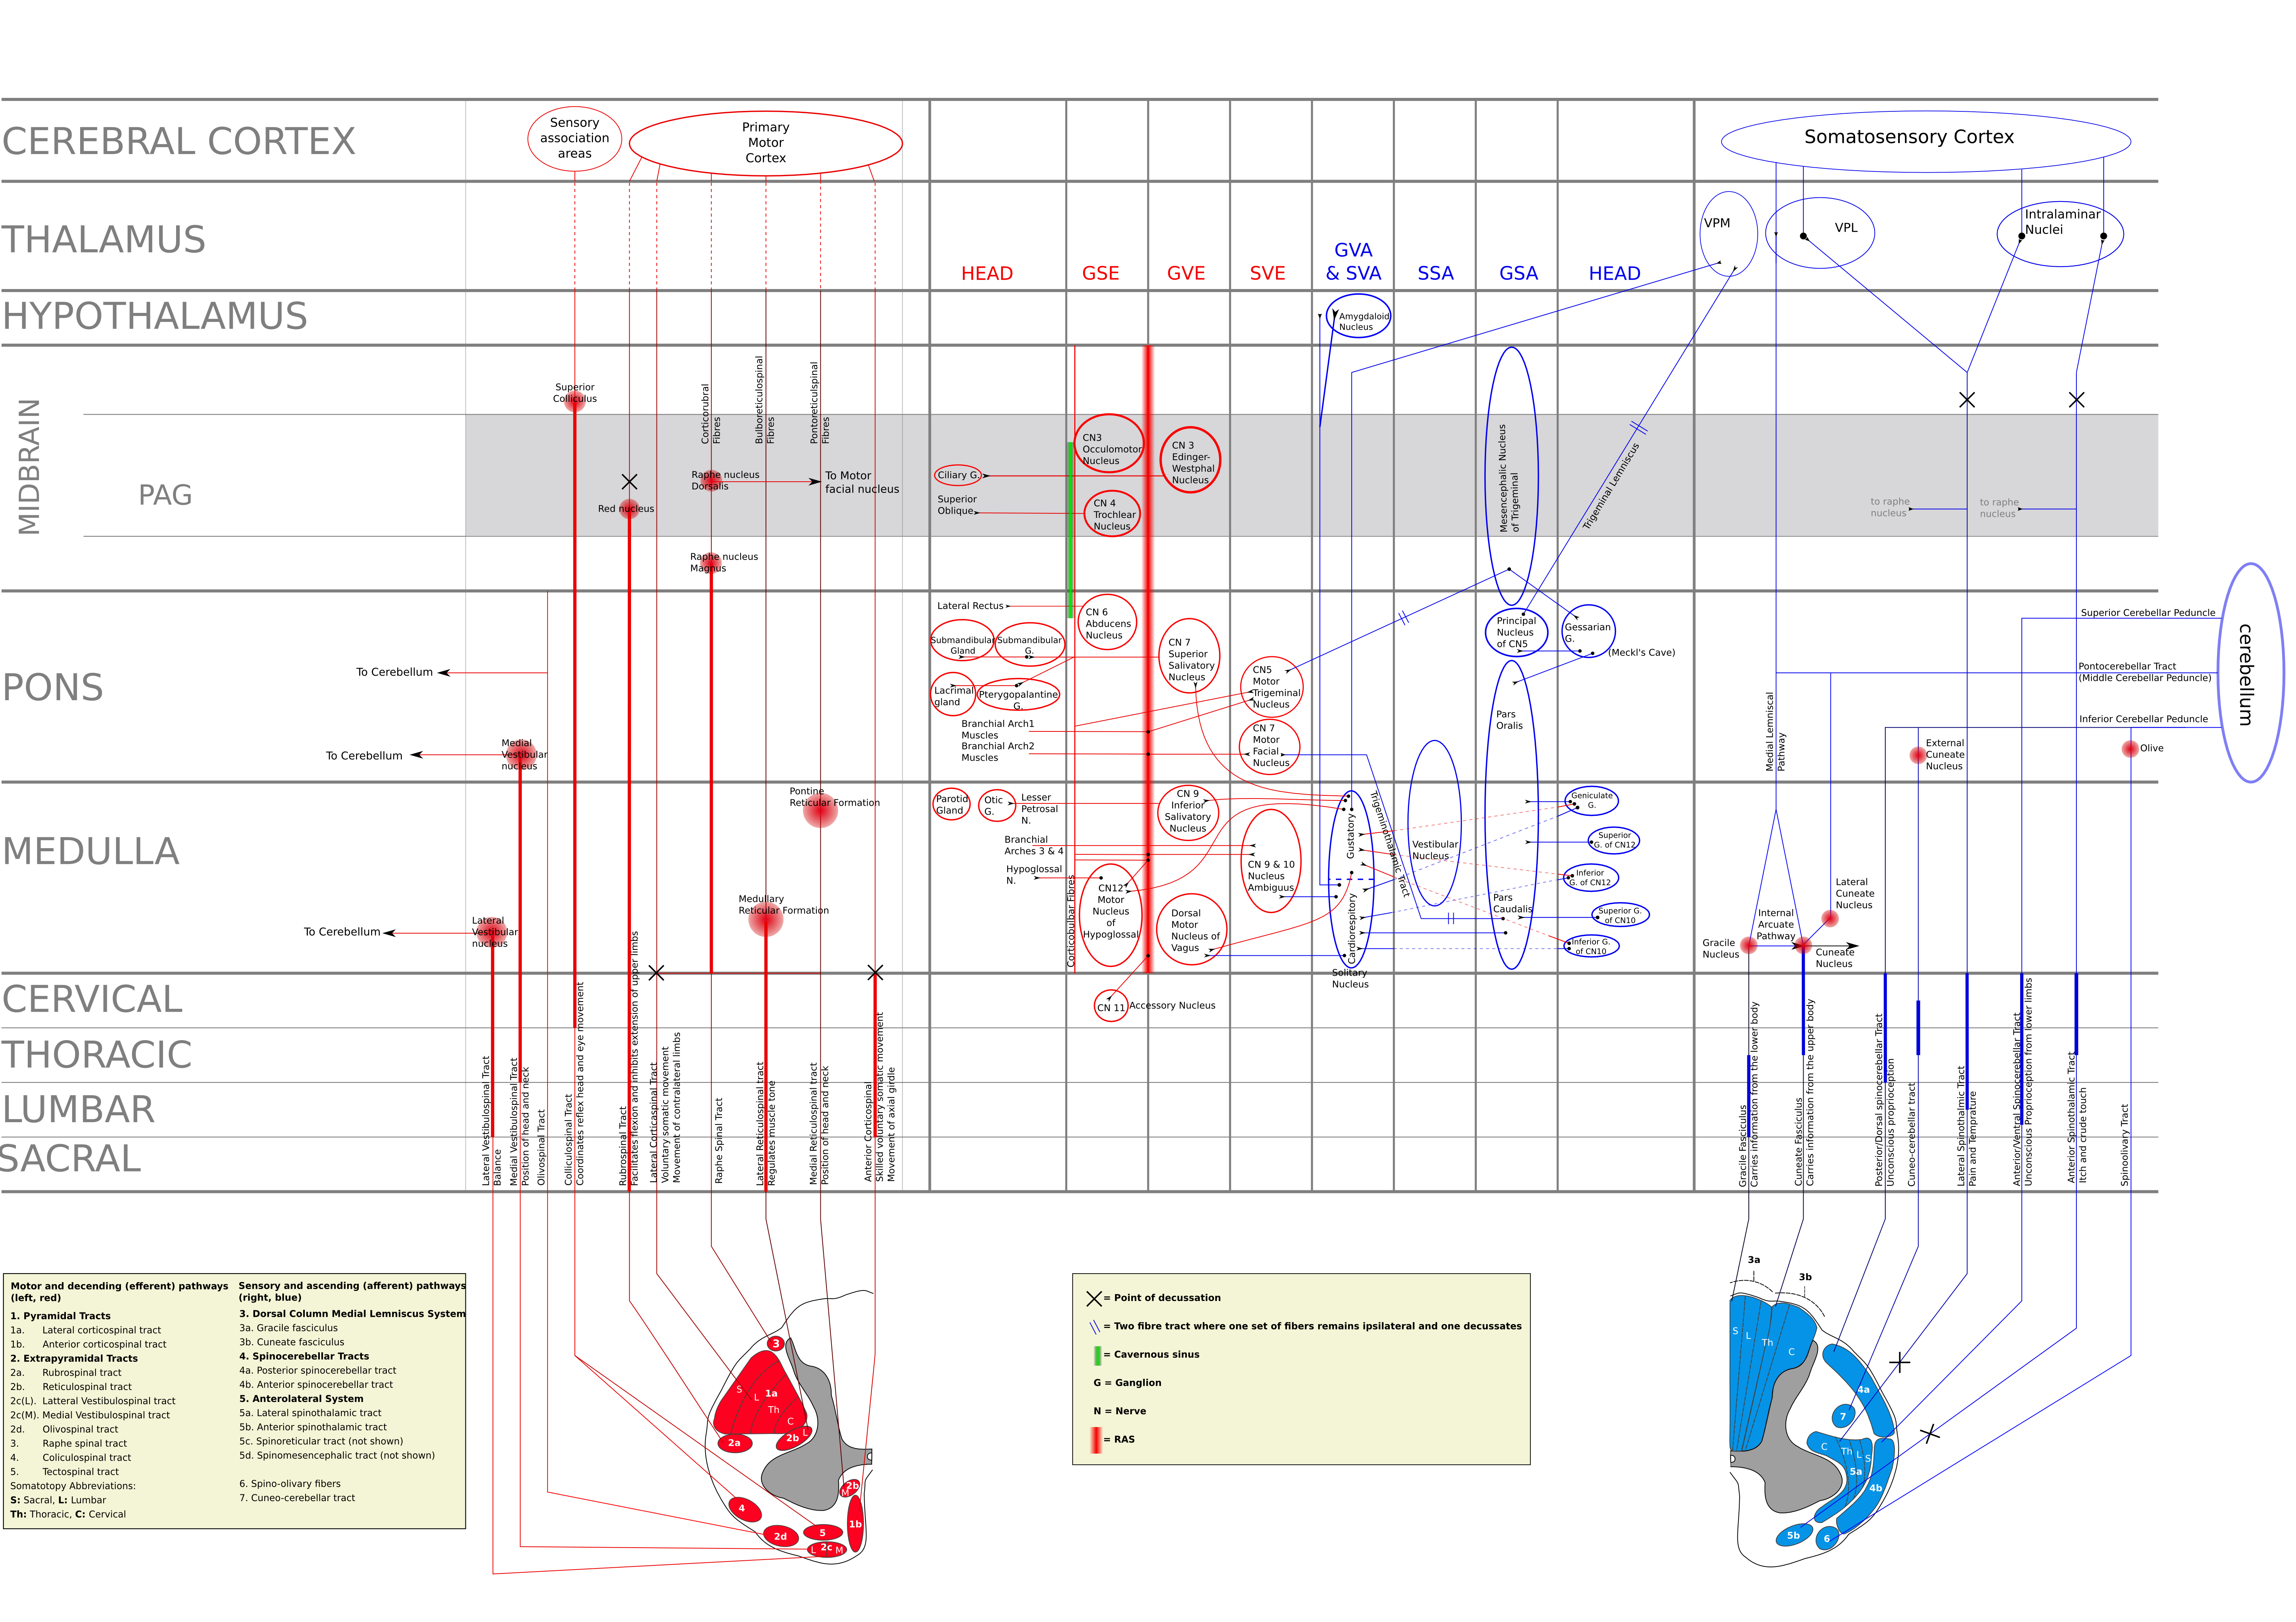 CEREBRAL CORTEX
Sensory
association
areas
Primary
Motor
Cortex
Somatosensory Cortex
THALAMUS
HEAD
GSE
GVE
SVE
GVA
& SVA
SSA
GSA
HEAD
VPM
VPL
Intralaminar
Nuclei
HYPOTHALAMUS
Amygdaloid
Nucleus
MIDBRAIN
PAG
Superior
Colliculus
Corticorubral
Fibres
Bulboreticulospinal
Fibres
Pontoreticulspinal
Fibres
Raphe nucleus
Dorsalis
To Motor
facial nucleus
Red nucleus
Raphe nucleus
Magnus
Ciliary G.
Superior
Oblique
CN3
Occulomotor
Nucleus
CN 4
Trochlear
Nucleus
CN 3
Edinger-
Westphal
Nucleus
Mesencephalic Nucleus
of Trigeminal
Trigeminal Lemniscus
to raphe
nucleus
to raphe
nucleus
PONS
To Cerebellum
To Cerebellum
Medial
Vestibular
nucleus
Lateral Rectus
Submandibular
Gland
Submandibular
G.
Lacrimal
gland
Pterygopalantine
G.
Branchial Arch1
Muscles
Branchial Arch2
Muscles
CN 6
Abducens
Nucleus
CN 7
Superior
Salivatory
Nucleus
CN5
Motor
Trigeminal
Nucleus
CN 7
Motor
Facial
Nucleus
Principal
Nucleus
of CN5
Gessarian
G.
(Meckl's Cave)
Pars
Oralis
Medial Lemniscal
Pathway
Superior Cerebellar Peduncle
Pontocerebellar Tract
(Middle Cerebellar Peduncle)
Inferior Cerebellar Peduncle
External
Cuneate
Nucleus
Olive
cerebellum
MEDULLA
To Cerebellum
Lateral
Vestibular
nucleus
Pontine
Reticular Formation
Medullary
Reticular Formation
Parotid
Gland
Otic
G.
Lesser
Petrosal
N.
Branchial
Arches 3 & 4
Hypoglossal
N.
Corticobulbar Fibres
CN12
Motor
Nucleus
of
Hypoglossal
CN 9
Inferior
Salivatory
Nucleus
Dorsal
Motor
Nucleus of
Vagus
CN 9 & 10
Nucleus
Ambiguus
Gustatory
Cardiorespitory
Solitary
Nucleus
Trigeminothalamic Tract
Vestibular
Nucleus
Pars
Caudalis
Geniculate
G.
Superior
G. of CN12
Inferior
G. of CN12
Superior G.
of CN10
Inferior G.
of CN10
Gracile
Nucleus
Internal
Arcuate
Pathway
Lateral
Cuneate
Nucleus
Cuneate
Nucleus
CERVICAL
CN 11
Accessory Nucleus
THORACIC
LUMBAR
SACRAL
Lateral Vestibulospinal Tract
Balance
Medial Vestibulospinal Tract
Position of head and neck
Olivospinal Tract
Colliculospinal Tract
Coordinates reflex head and eye movement
Rubrospinal Tract
Facilitates flexion and inhibits extension of upper limbs
Lateral Corticaspinal Tract
Voluntary somatic movement
Movement of contralateral limbs
Raphe Spinal Tract
Lateral Reticulospinal tract
Regulates muscle tone
Medial Reticulospinal tract
Position of head and neck
Anterior Corticospinal
Skilled voluntary somatic movement
Movement of axial girdle
Gracile Fasciculus
Carries information from the lower body
Cuneate Fasciculus
Carries information from the upper body
Posterior/Dorsal spinocerebellar Tract
Unconscious proprioception
Cuneo-cerebellar tract
Lateral Spinothalmic Tract
Pain and Temprature
Anterior/Ventral Spinocerebellar Tract
Unconscious Proprioception from lower limbs
Anterior Spinothalamic Tract
Itch and crude touch
Spinoolivary Tract
Motor and decending (efferent) pathways
(left, red)
1. Pyramidal Tracts
1a. Lateral corticospinal tract
1b. Anterior corticospinal tract
2. Extrapyramidal Tracts
2a. Rubrospinal tract
2b. Reticulospinal tract
2c(L). Latteral Vestibulospinal tract
2c(M). Medial Vestibulospinal tract
2d. Olivospinal tract
3. Raphe spinal tract
4. Coliculospinal tract
5. Tectospinal tract
Somatotopy Abbreviations:
S: Sacral, L: Lumbar
Th: Thoracic, C: Cervical
Sensory and ascending (afferent) pathways
(right, blue)
3. Dorsal Column Medial Lemniscus System
3a. Gracile fasciculus
3b. Cuneate fasciculus
4. Spinocerebellar Tracts
4a. Posterior spinocerebellar tract
4b. Anterior spinocerebellar tract
5. Anterolateral System
5a. Lateral spinothalamic tract
5b. Anterior spinothalamic tract
5c. Spinoreticular tract (not shown)
5d. Spinomesencephalic tract (not shown)
6. Spino-olivary fibers
7. Cuneo-cerebellar tract
3
S
L
1a
Th
C
L
2a
2b
2b
M
4
1b
2d
5
L 2c M
= Point of decussation
= Two fibre tract where one set of fibers remains ipsilateral and one decussates
= Cavernous sinus
G = Ganglion
N = Nerve
= RAS
3a
3b
S
L
Th
C
4a
7
C
Th
L
S
5a
4b
5b
6